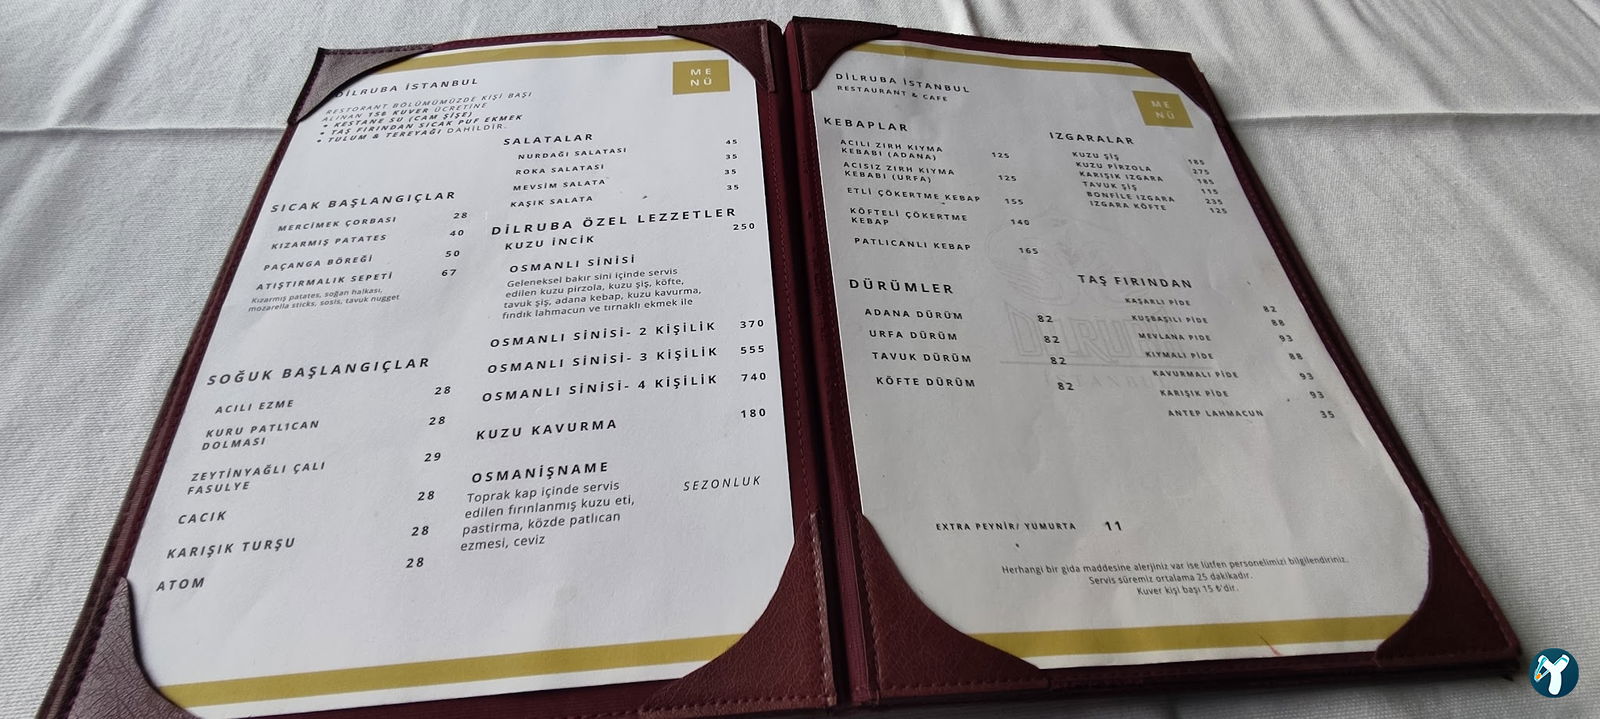 DİLRUBA İSTANBUL
RESTORANT BÖLÜMÜMÜZDE KİŞİ BAŞI
ALINAN 15₺ KUVER ÜCRETİNE
• KESTANE SU (CAM ŞİŞE)
• TAŞ FIRINDAN SICAK PUF EKMEK
• TULUM & TEREYAĞI DAHİLDİR.
ME
NÜ
SICAK BAŞLANGIÇLAR
MERCİMEK ÇORBASI 28
KIZARMIŞ PATATES 40
PAÇANGA BÖREĞİ 50
ATIŞTIRMALIK SEPETİ 67
Kızarmış patates, soğan halkası,
mozarella sticks, sosis, tavuk nugget
SOĞUK BAŞLANGIÇLAR
ACILI EZME 28
KURU PATLICAN 28
DOLMASI
ZEYTİNYAĞLI ÇALI 29
FASULYE
CACIK 28
KARIŞIK TURŞU 28
ATOM 28
SALATALAR
NURDAĞI SALATASI 45
ROKA SALATASI 35
MEVSİM SALATA 35
KAŞIK SALATA 35
DİLRUBA ÖZEL LEZZETLER
KUZU İNCİK 250
OSMANLI SİNİSİ
Geleneksel bakır sini içinde servis
edilen kuzu pirzola, kuzu şiş, köfte,
tavuk şiş, adana kebap, kuzu kavurma,
fındık lahmacun ve tırnaklı ekmek ile
OSMANLI SİNİSİ- 2 KİŞİLİK 370
OSMANLI SİNİSİ- 3 KİŞİLİK 555
OSMANLI SİNİSİ- 4 KİŞİLİK 740
KUZU KAVURMA 180
OSMANİŞNAME
Toprak kap içinde servis SEZONLUK
edilen fırınlanmış kuzu eti,
pastirma, közde patlıcan
ezmesi, ceviz
DİLRUBA İSTANBUL
RESTAURANT & CAFE
ME
NÜ
KEBAPLAR
ACILI ZIRH KIYMA
KEBABI (ADANA) 125
ACISIZ ZIRH KIYMA
KEBABI (URFA) 125
ETLİ ÇÖKERTME KEBAP 155
KÖFTELİ ÇÖKERTME
KEBAP 140
PATLICANLI KEBAP 165
IZGARALAR
KUZU ŞİŞ 185
KUZU PİRZOLA 275
KARIŞIK IZGARA 185
TAVUK ŞİŞ 115
BONFİLE IZGARA 235
IZGARA KÖFTE 125
DÜRÜMLER
ADANA DÜRÜM 82
URFA DÜRÜM 82
TAVUK DÜRÜM 82
KÖFTE DÜRÜM 82
TAŞ FIRINDAN
KAŞARLI PİDE 82
KUŞBAŞILI PİDE 88
MEVLANA PIDE 93
KIYMALI PİDE 88
KAVURMALI PİDE 93
KARIŞIK PİDE 93
ANTEP LAHMACUN 35
DİLRUBA
İSTANBUL
EXTRA PEYNİR/ YUMURTA 11
Herhangi bir gıda maddesine alerjiniz var ise lütfen personelimizi bilgilendiriniz.
Servis süremiz ortalama 25 dakikadır.
Kuver kişi başı 15 ₺'dir.